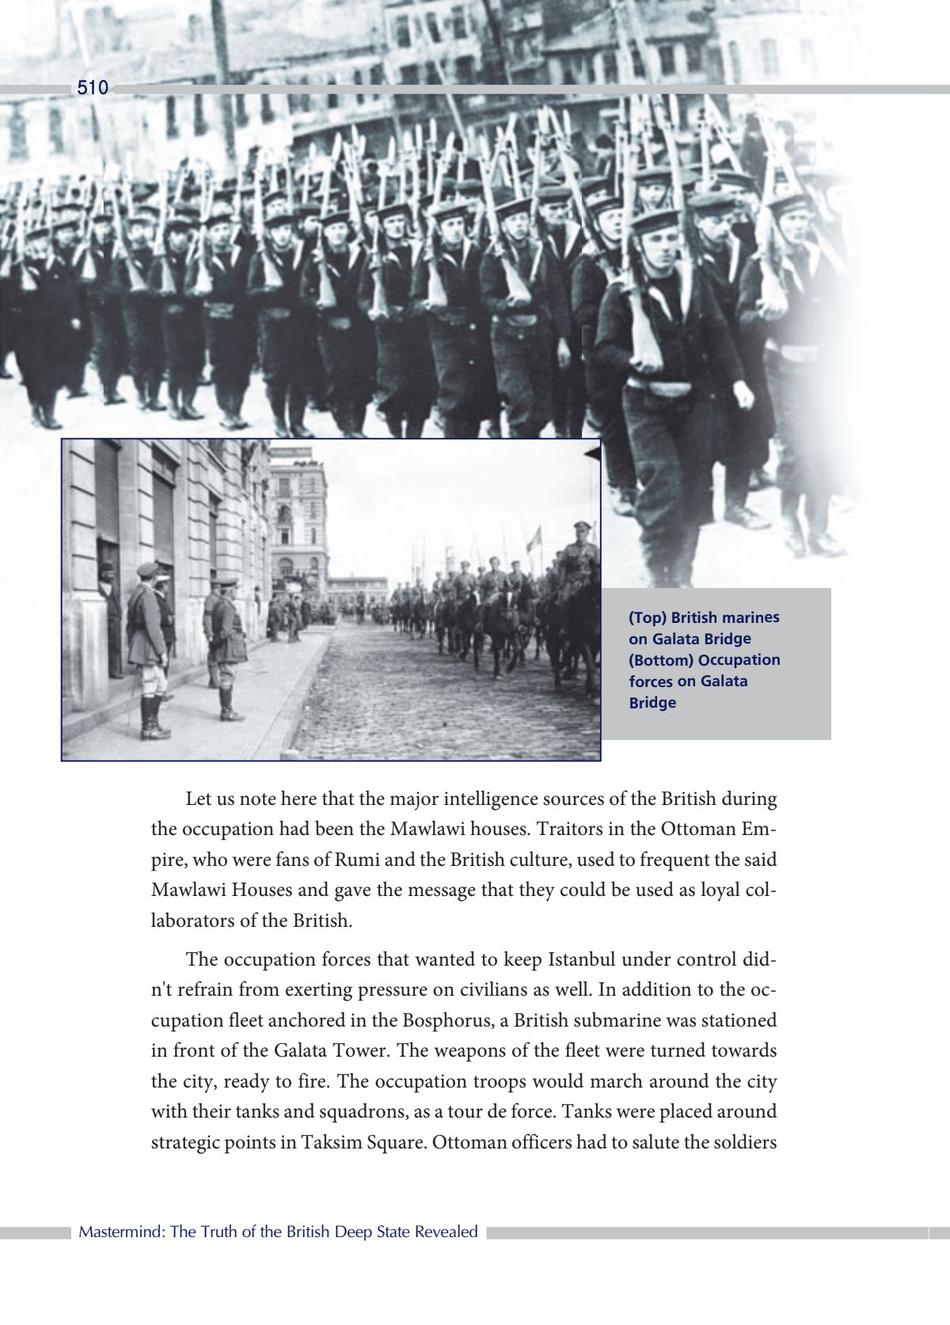 510
(Top) British marines
on Galata Bridge
(Bottom) Occupation
forces on Galata
Bridge
Let us note here that the major intelligence sources of the British during
the occupation had been the Mawlawi houses. Traitors in the Ottoman Em-
pire, who were fans of Rumi and the British culture, used to frequent the said
Mawlawi Houses and gave the message that they could be used as loyal col-
laborators of the British.
The occupation forces that wanted to keep Istanbul under control did-
n't refrain from exerting pressure on civilians as well. In addition to the oc-
cupation fleet anchored in the Bosphorus, a British submarine was stationed
in front of the Galata Tower. The weapons of the fleet were turned towards
the city, ready to fire. The occupation troops would march around the city
with their tanks and squadrons, as a tour de force. Tanks were placed around
strategic points in Taksim Square. Ottoman officers had to salute the soldiers
Mastermind: The Truth of the British Deep State Revealed